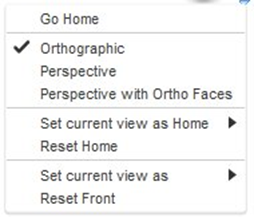 Go Home
Orthographic
Perspective
Perspective with Ortho Faces
Set current view as Home
Reset Home
Set current view as
Reset Front